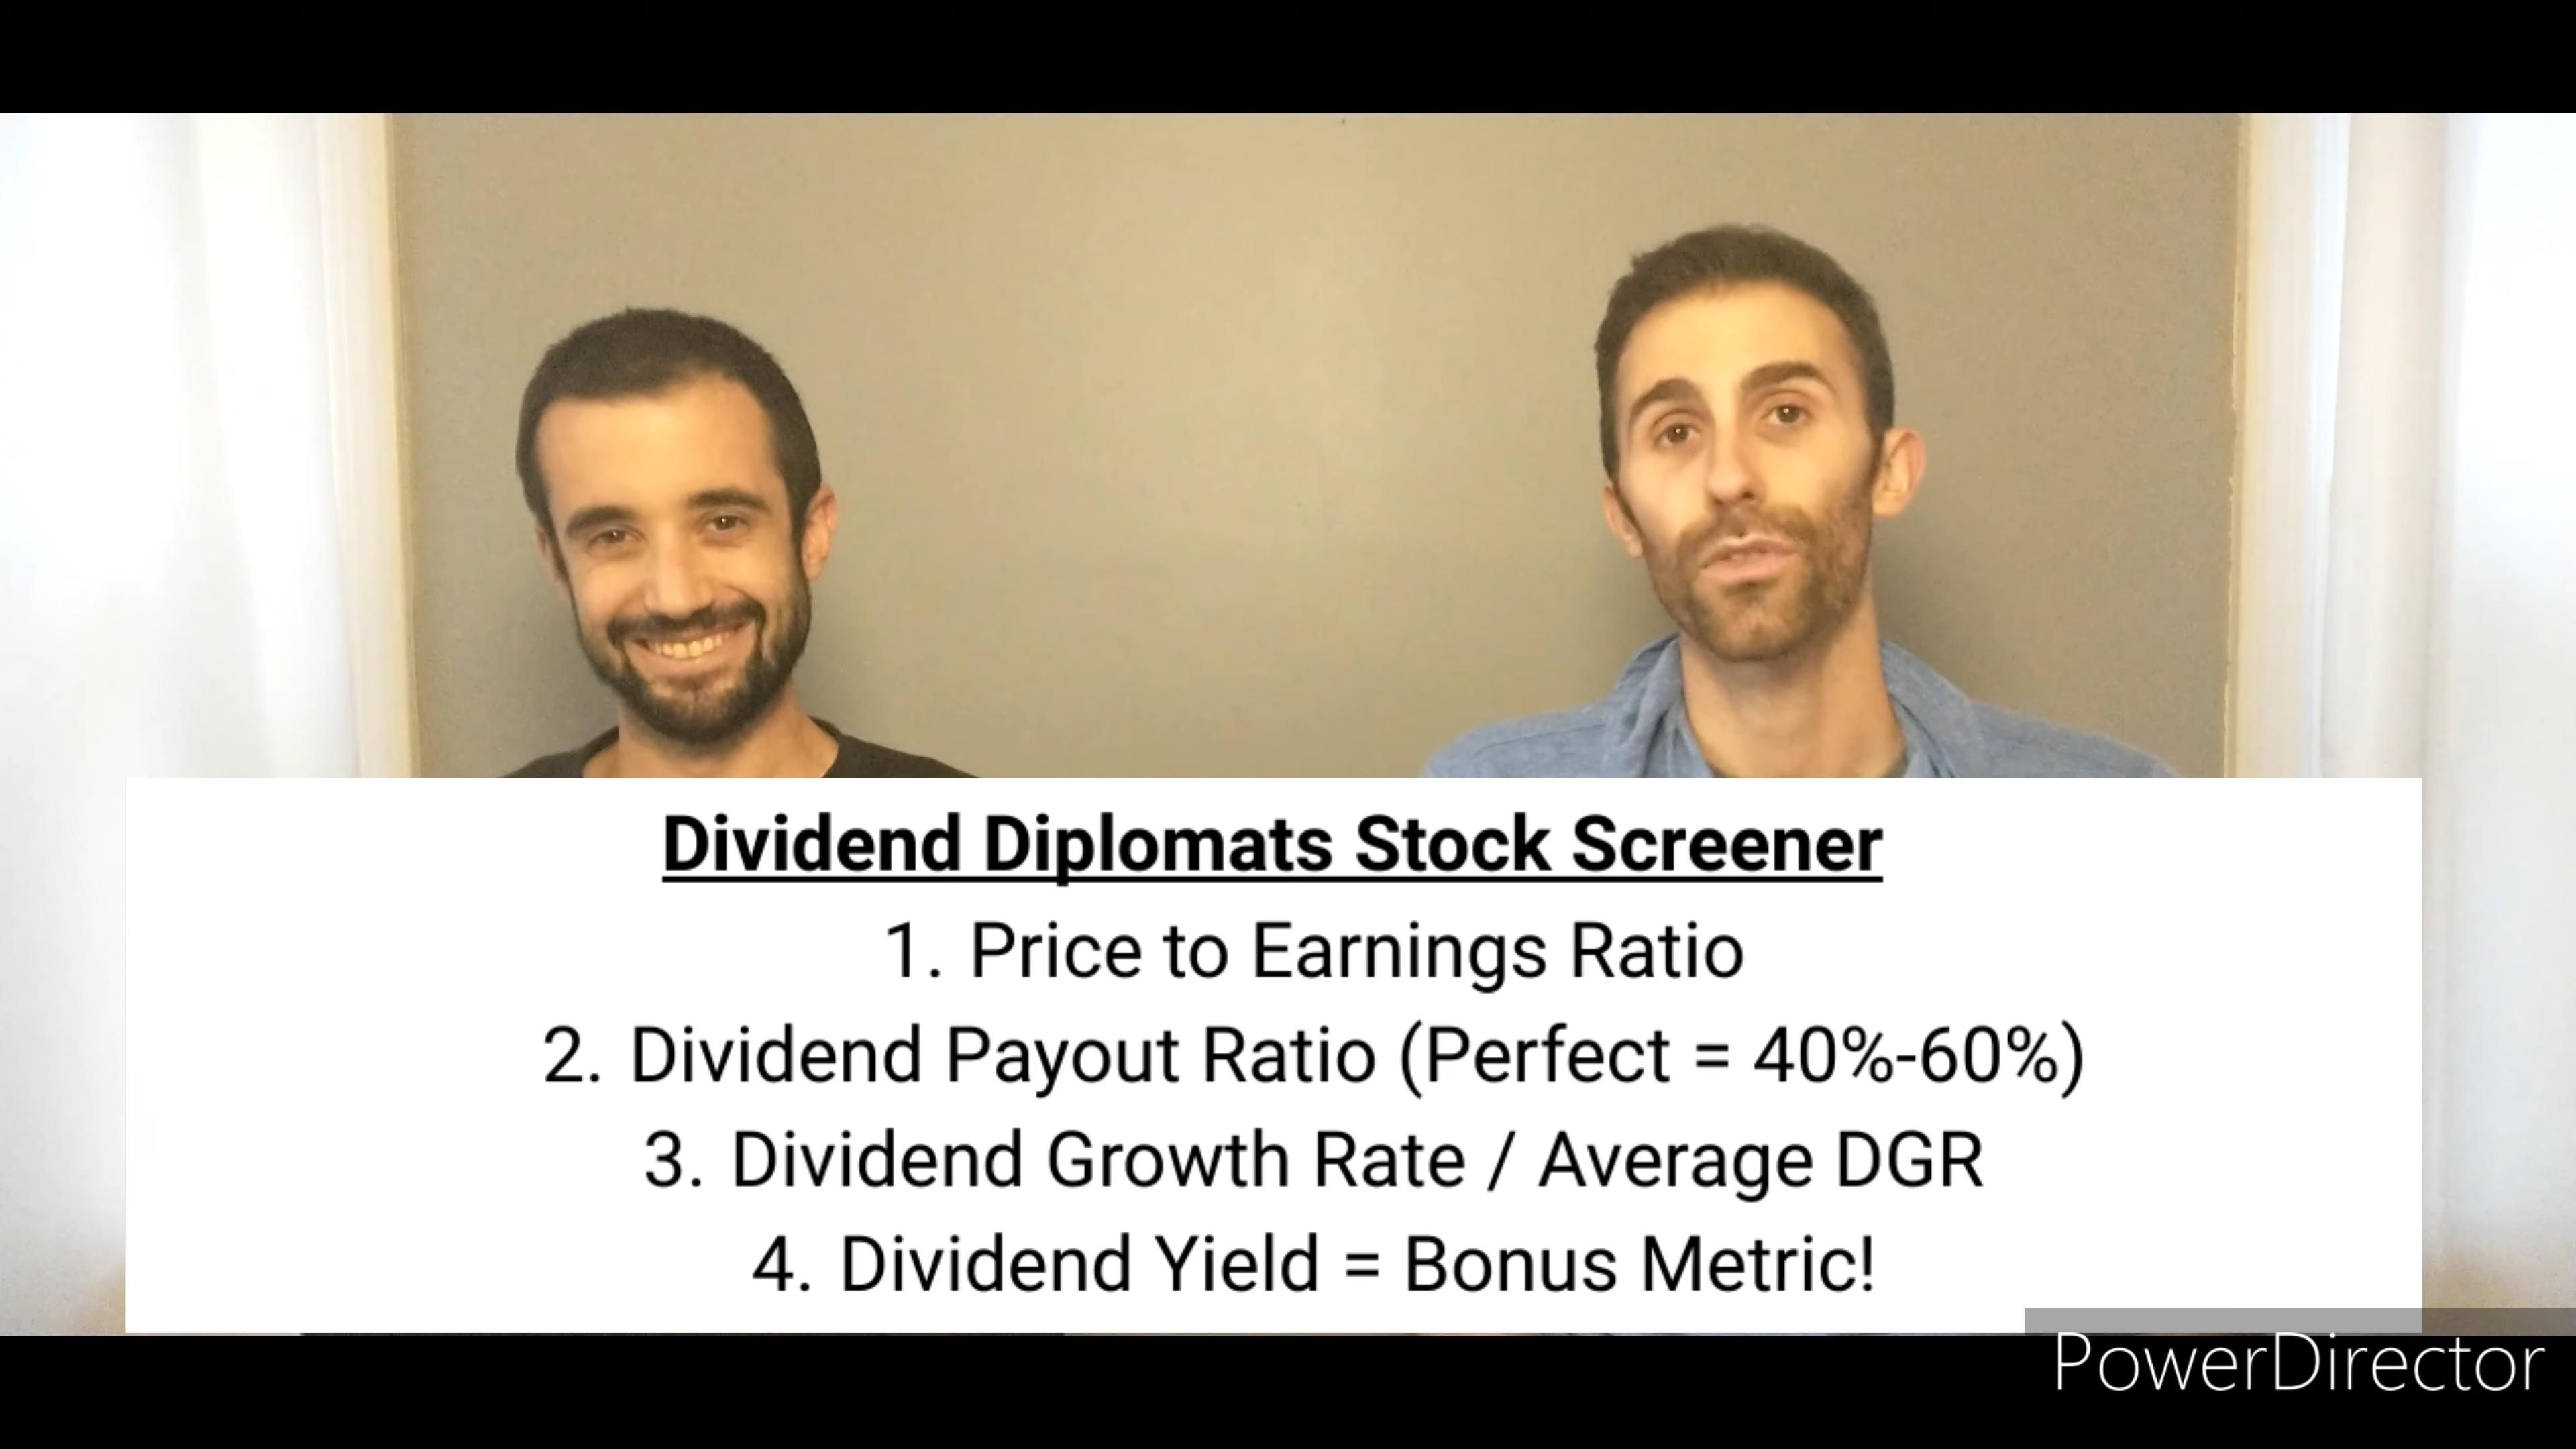 Dividend Diplomats Stock Screener
1. Price to Earnings Ratio
2. Dividend Payout Ratio (Perfect = 40%-60%)
3. Dividend Growth Rate / Average DGR
4. Dividend Yield = Bonus Metric!
PowerDirector